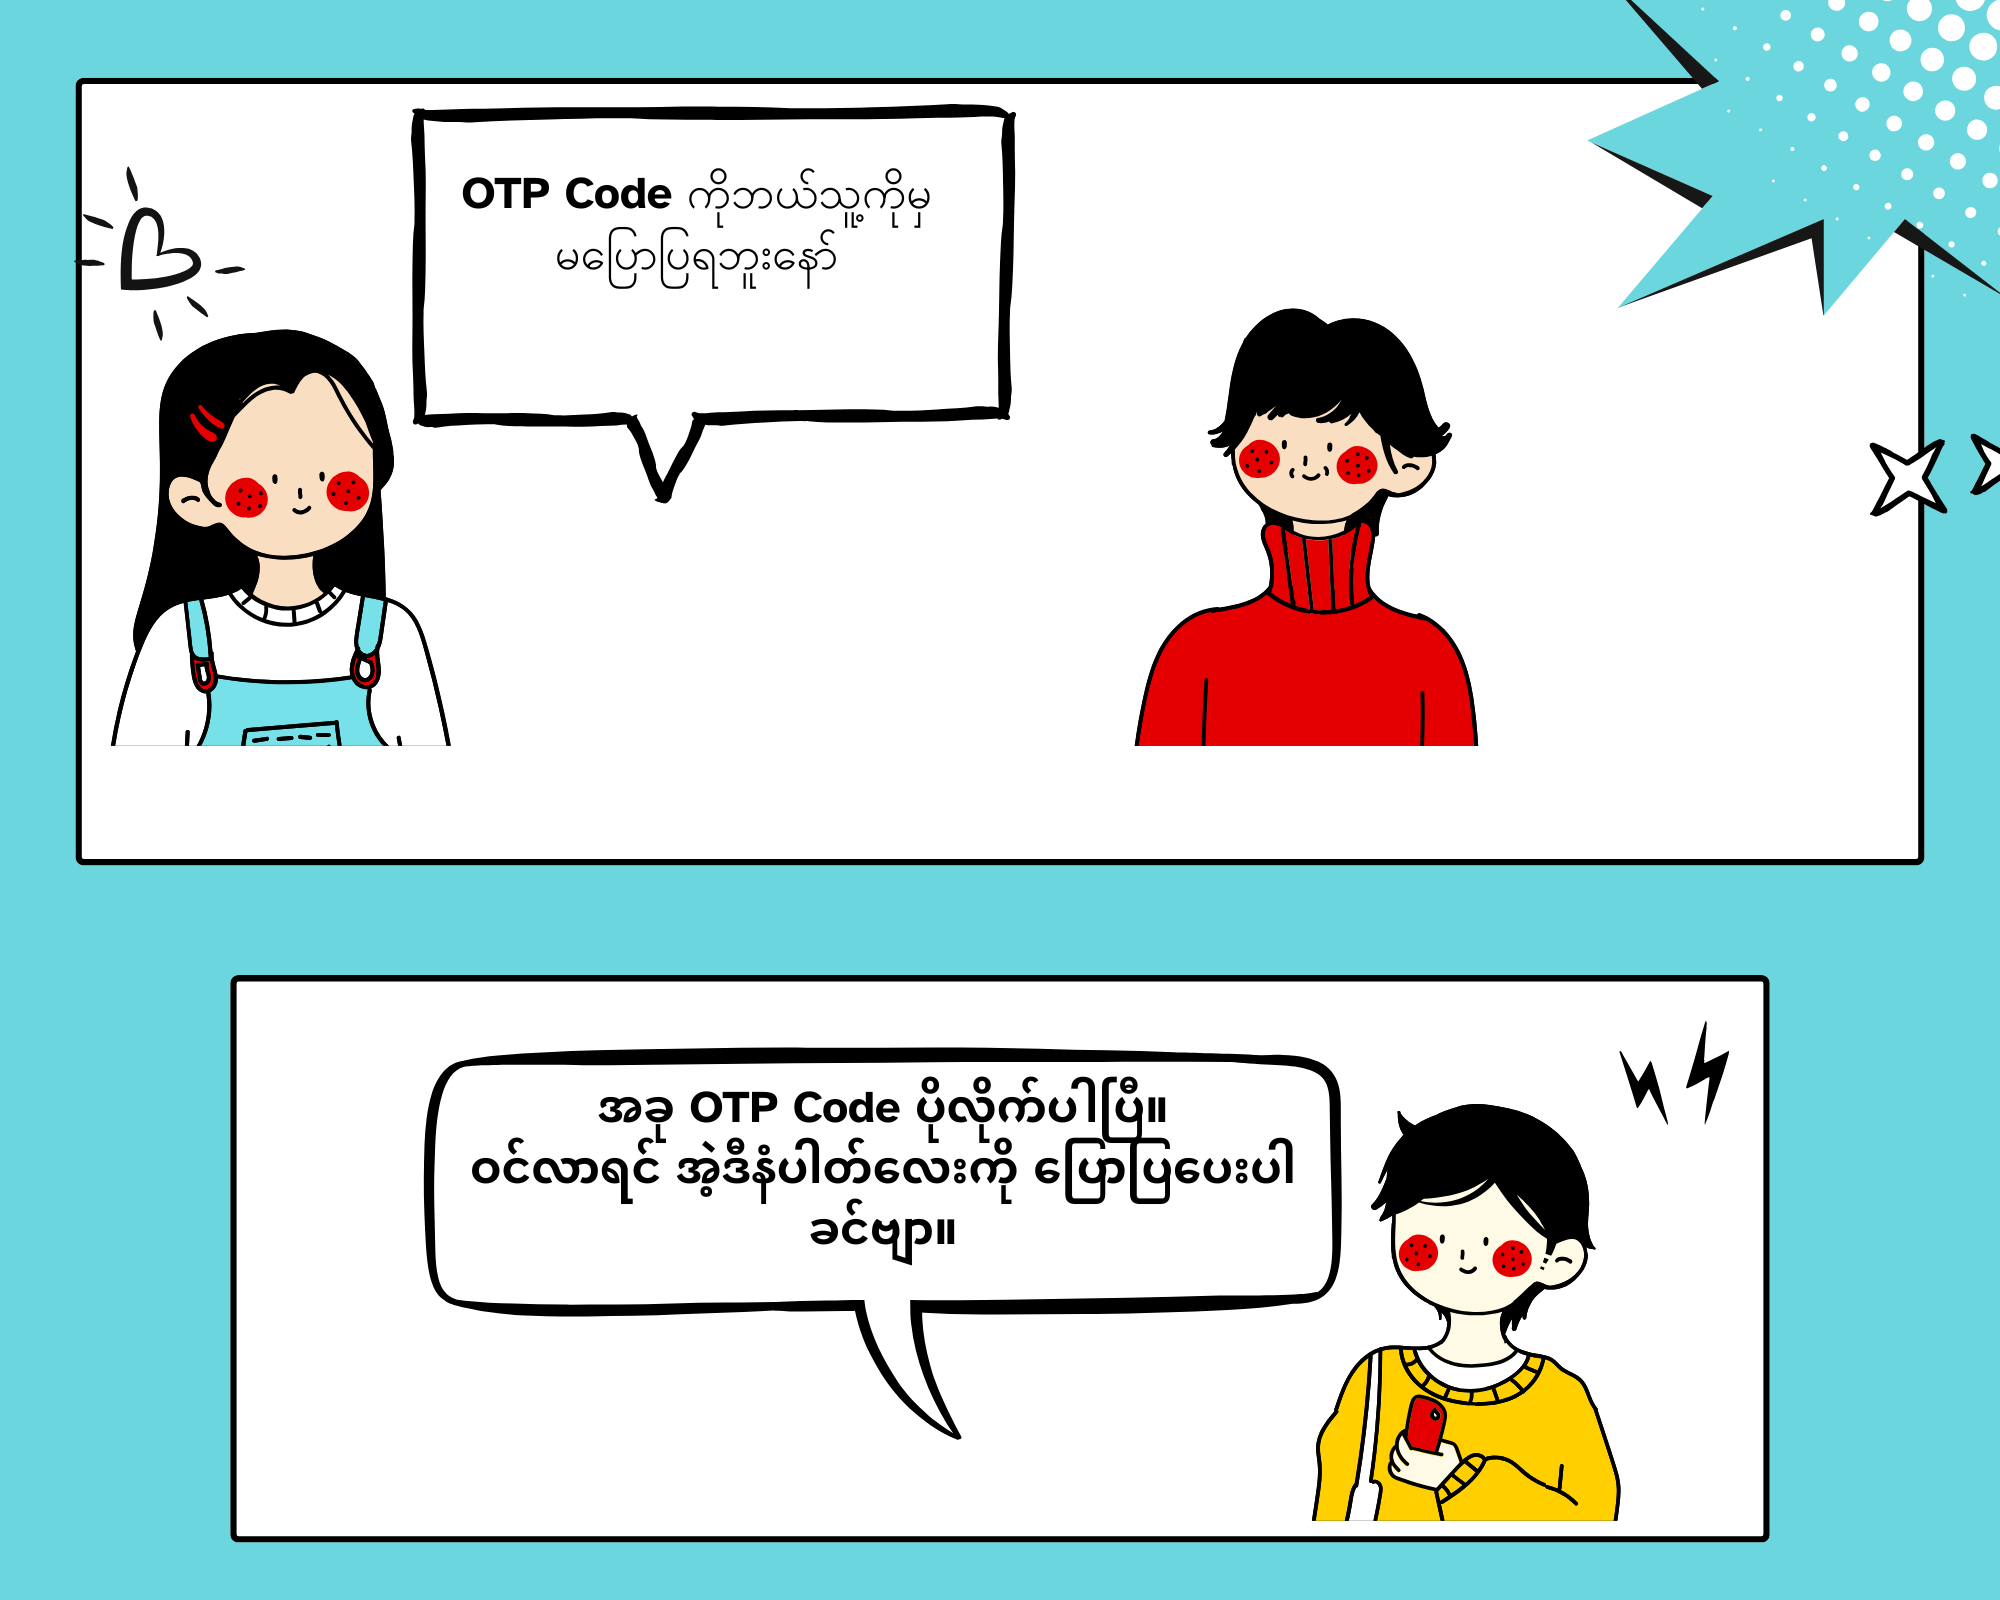 OTP Code ကိုဘယ်သူ့ကိုမှ
မပြောပြရဘူးနော်
အခု OTP Code ပိုလိုက်ပါပြီ။
ဝင်လာရင် အဲ့ဒီနံပါတ်လေးကို ပြောပြပေးပါ
ခင်ဗျာ။